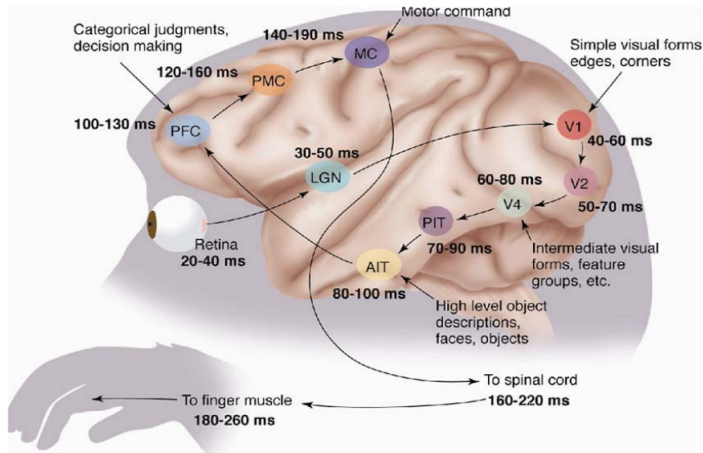 Motor command
Categorical judgments,
decision making
140-190 ms
Simple visual forms
edges, corners
MC
120-160 ms
PMC
100-130 ms
PFC
V1
40-60 ms
30-50 ms
LGN
60-80 ms
V2
50-70 ms
V4
PIT
70-90 ms
Retina
20-40 ms
AIT
80-100 ms
Intermediate visual
forms, feature
groups, etc.
High level object
descriptions,
faces, objects
To spinal cord
160-220 ms
To finger muscle
180-260 ms